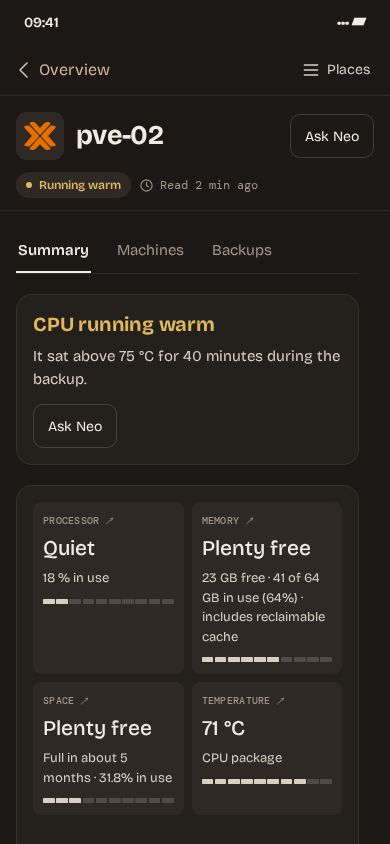 09:41
Overview
Places
pve-02
Ask Neo
Running warm
Read 2 min ago
Summary
Machines
Backups
CPU running warm
It sat above 75 °C for 40 minutes during the
backup.
Ask Neo
PROCESSOR ↗
Quiet
18 % in use
MEMORY ↗
Plenty free
23 GB free · 41 of 64
GB in use (64%) ·
includes reclaimable
cache
SPACE ↗
Plenty free
Full in about 5
months · 31.8% in use
TEMPERATURE ↗
71 °C
CPU package